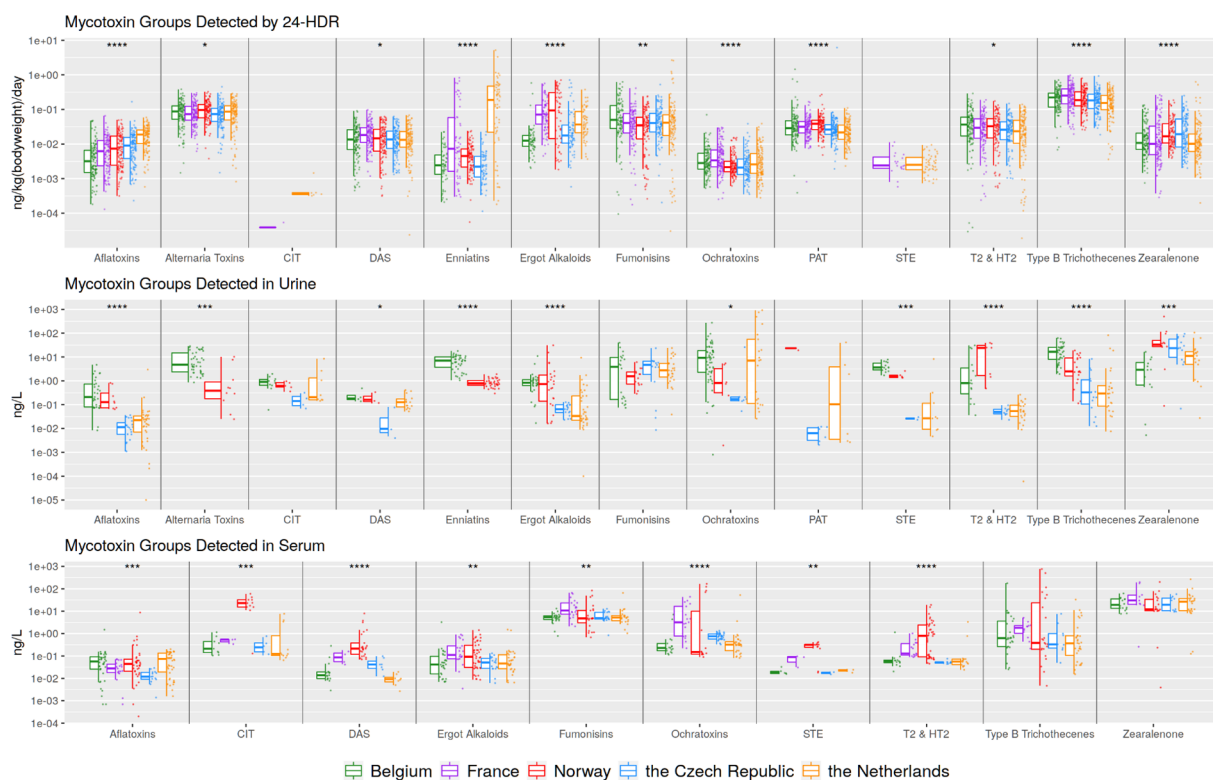 Mycotoxin Groups Detected by 24-HDR
**** * * **** **** ** **** **** * **** ****
ng/kg(bodyweight)/day
1e+01
1e+00
1e-01
1e-02
1e-03
1e-04
Aflatoxins Alternaria Toxins CIT DAS Enniatins Ergot Alkaloids Fumonisins Ochratoxins PAT STE T2 & HT2 Type B Trichothecenes Zearalenone
Mycotoxin Groups Detected in Urine
**** *** * **** **** * *** **** **** ***
ng/L
1e+03
1e+02
1e+01
1e+00
1e-01
1e-02
1e-03
1e-04
1e-05
Aflatoxins Alternaria Toxins CIT DAS Enniatins Ergot Alkaloids Fumonisins Ochratoxins PAT STE T2 & HT2 Type B Trichothecenes Zearalenone
Mycotoxin Groups Detected in Serum
*** *** **** ** ** **** ** ****
ng/L
1e+03
1e+02
1e+01
1e+00
1e-01
1e-02
1e-03
1e-04
Aflatoxins CIT DAS Ergot Alkaloids Fumonisins Ochratoxins STE T2 & HT2 Type B Trichothecenes Zearalenone
Belgium France Norway the Czech Republic the Netherlands